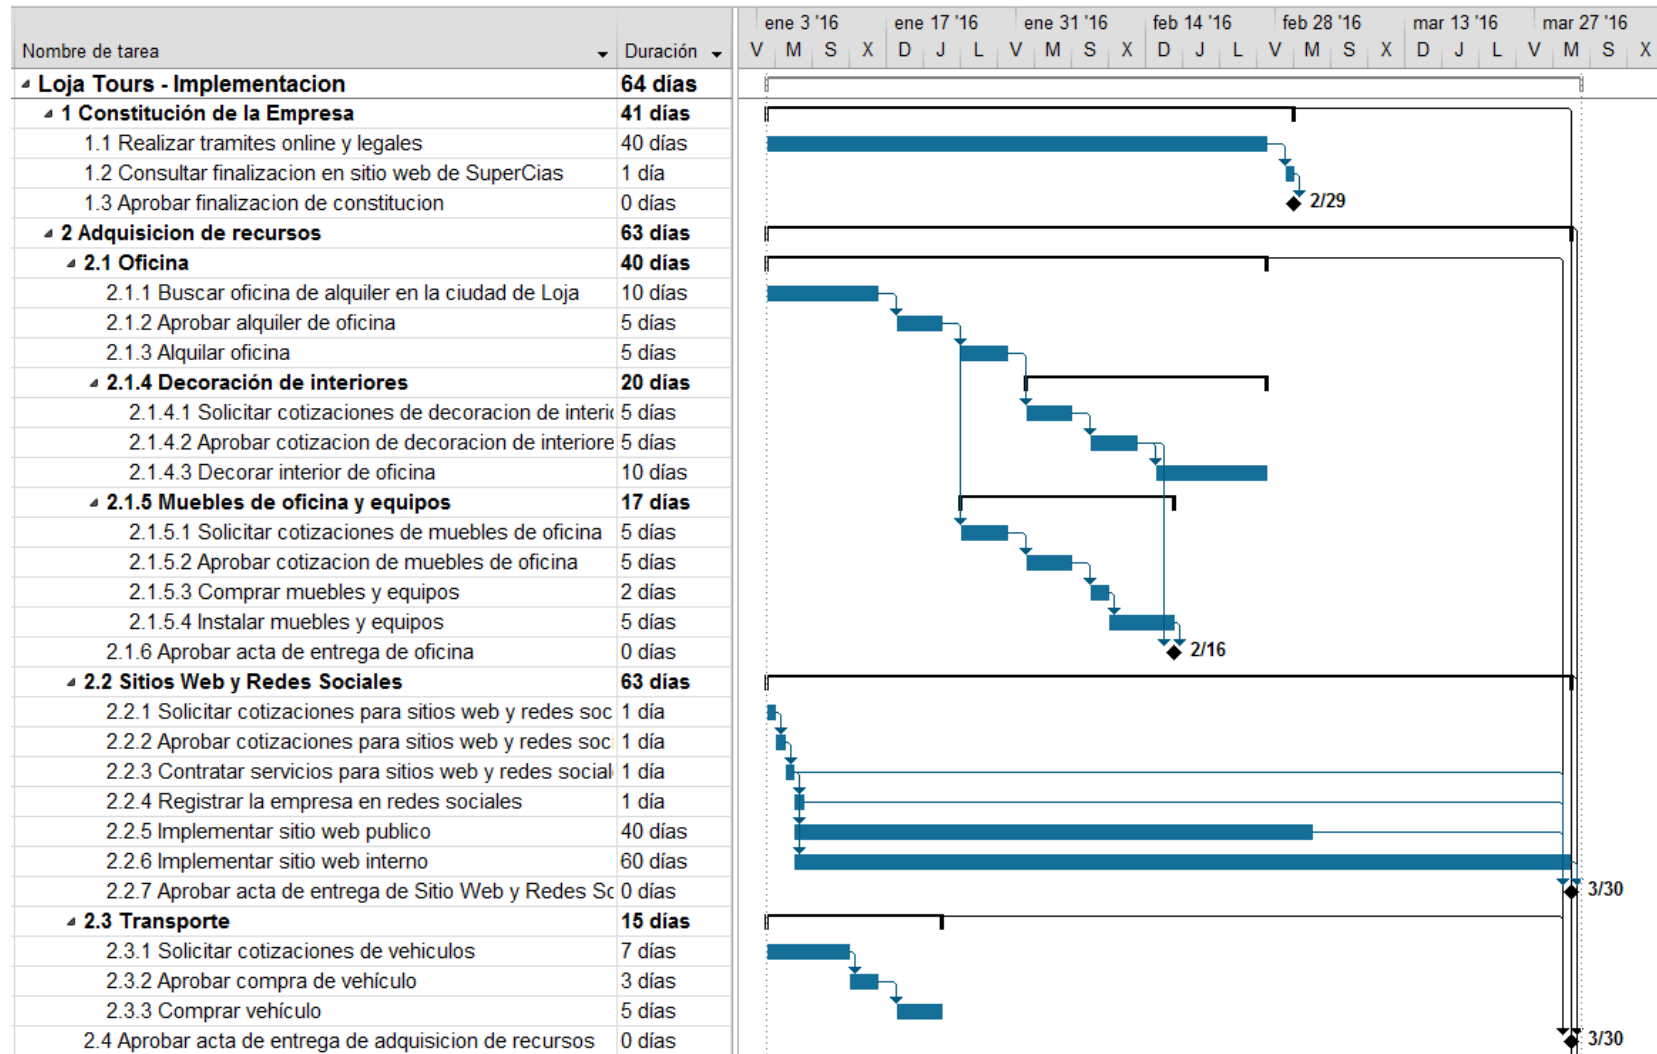 ene 3 '16 ene 17 '16 ene 31 '16 feb 14 '16 feb 28 '16 mar 13 '16 mar 27 '16
Nombre de tarea Duración V M S X D J L V M S X D J L V M S X D J L V M S X
Loja Tours - Implementacion 64 días
1 Constitución de la Empresa 41 días
1.1 Realizar tramites online y legales 40 días
1.2 Consultar finalizacion en sitio web de SuperCias 1 día
1.3 Aprobar finalizacion de constitucion 0 días 2/29
2 Adquisicion de recursos 63 días
2.1 Oficina 40 días
2.1.1 Buscar oficina de alquiler en la ciudad de Loja 10 días
2.1.2 Aprobar alquiler de oficina 5 días
2.1.3 Alquilar oficina 5 días
2.1.4 Decoración de interiores 20 días
2.1.4.1 Solicitar cotizaciones de decoracion de interi 5 días
2.1.4.2 Aprobar cotizacion de decoracion de interiore 5 días
2.1.4.3 Decorar interior de oficina 10 días
2.1.5 Muebles de oficina y equipos 17 días
2.1.5.1 Solicitar cotizaciones de muebles de oficina 5 días
2.1.5.2 Aprobar cotizacion de muebles de oficina 5 días
2.1.5.3 Comprar muebles y equipos 2 días
2.1.5.4 Instalar muebles y equipos 5 días
2.1.6 Aprobar acta de entrega de oficina 0 días 2/16
2.2 Sitios Web y Redes Sociales 63 días
2.2.1 Solicitar cotizaciones para sitios web y redes soc 1 día
2.2.2 Aprobar cotizaciones para sitios web y redes soci 1 día
2.2.3 Contratar servicios para sitios web y redes social 1 día
2.2.4 Registrar la empresa en redes sociales 1 día
2.2.5 Implementar sitio web publico 40 días
2.2.6 Implementar sitio web interno 60 días
2.2.7 Aprobar acta de entrega de Sitio Web y Redes So 0 días 3/30
2.3 Transporte 15 días
2.3.1 Solicitar cotizaciones de vehiculos 7 días
2.3.2 Aprobar compra de vehículo 3 días
2.3.3 Comprar vehículo 5 días
2.4 Aprobar acta de entrega de adquisicion de recursos 0 días 3/30